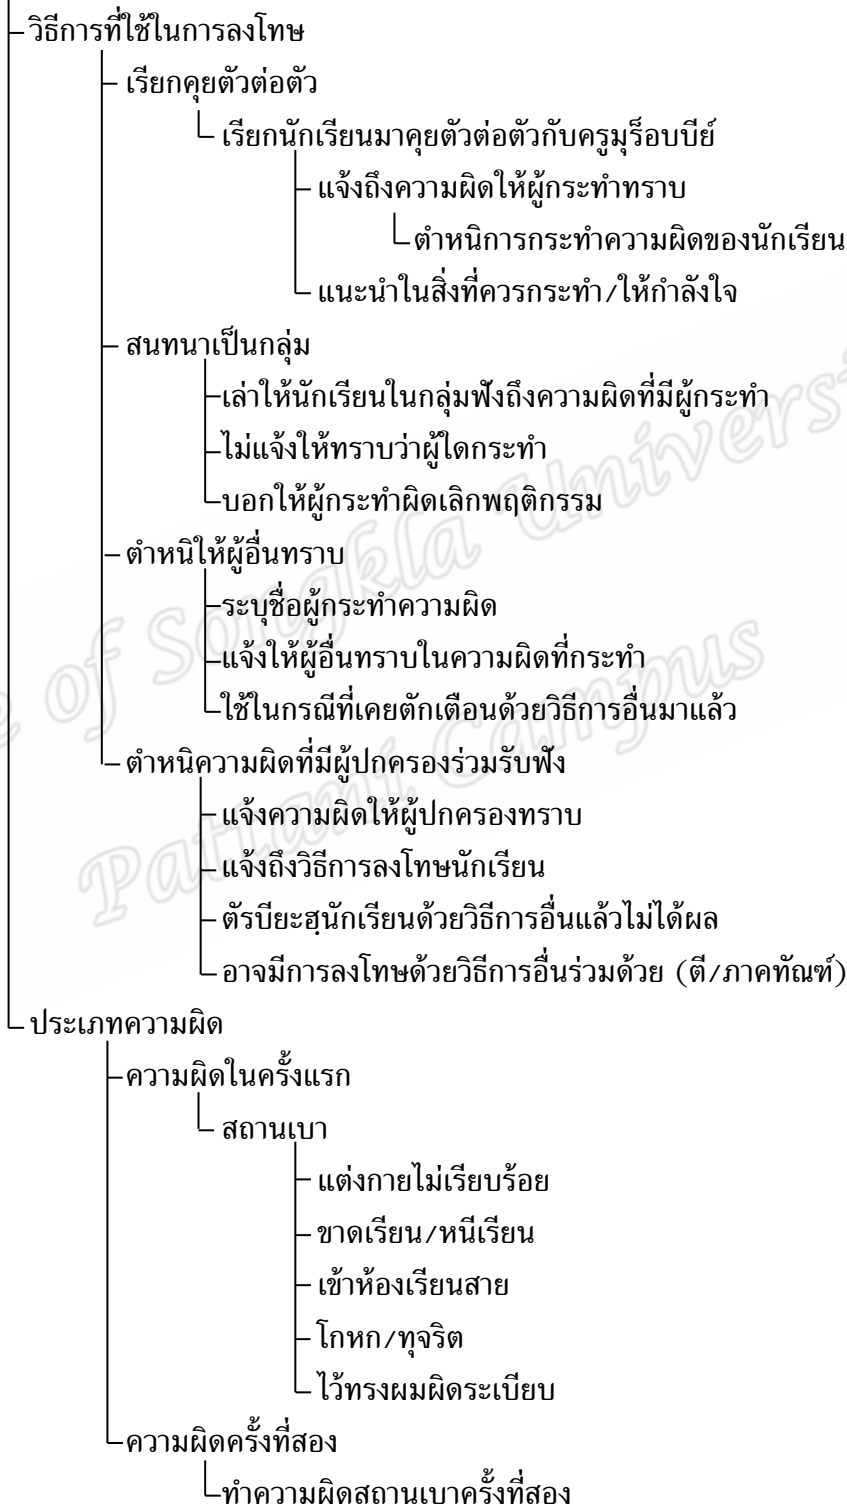 วิธีการที่ใช้ในการลงโทษ
เรียกคุยตัวต่อตัว
เรียกนักเรียนมาคุยตัวต่อตัวกับครูมุร็อบบีย์
แจ้งถึงความผิดให้ผู้กระทำทราบ
ตำหนิการกระทำความผิดของนักเรียน
แนะนำในสิ่งที่ควรกระทำ/ให้กำลังใจ
สนทนาเป็นกลุ่ม
เล่าให้นักเรียนในกลุ่มฟังถึงความผิดที่มีผู้กระทำ
ไม่แจ้งให้ทราบว่าผู้ใดกระทำ
บอกให้ผู้กระทำผิดเลิกพฤติกรรม
ตำหนิให้ผู้อื่นทราบ
ระบุชื่อผู้กระทำความผิด
แจ้งให้ผู้อื่นทราบในความผิดที่กระทำ
ใช้ในกรณีที่เคยตักเตือนด้วยวิธีการอื่นมาแล้ว
ตำหนิความผิดที่มีผู้ปกครองร่วมรับฟัง
แจ้งความผิดให้ผู้ปกครองทราบ
แจ้งถึงวิธีการลงโทษนักเรียน
ตัรบียะฮฺนักเรียนด้วยวิธีการอื่นแล้วไม่ได้ผล
อาจมีการลงโทษด้วยวิธีการอื่นร่วมด้วย (ตี/ภาคทัณฑ์)
ประเภทความผิด
ความผิดในครั้งแรก
สถานเบา
แต่งกายไม่เรียบร้อย
ขาดเรียน/หนีเรียน
เข้าห้องเรียนสาย
โกหก/ทุจริต
ไว้ทรงผมผิดระเบียบ
ความผิดครั้งที่สอง
ทำความผิดสถานเบาครั้งที่สอง
of Songkla Univers
Pattani Campus